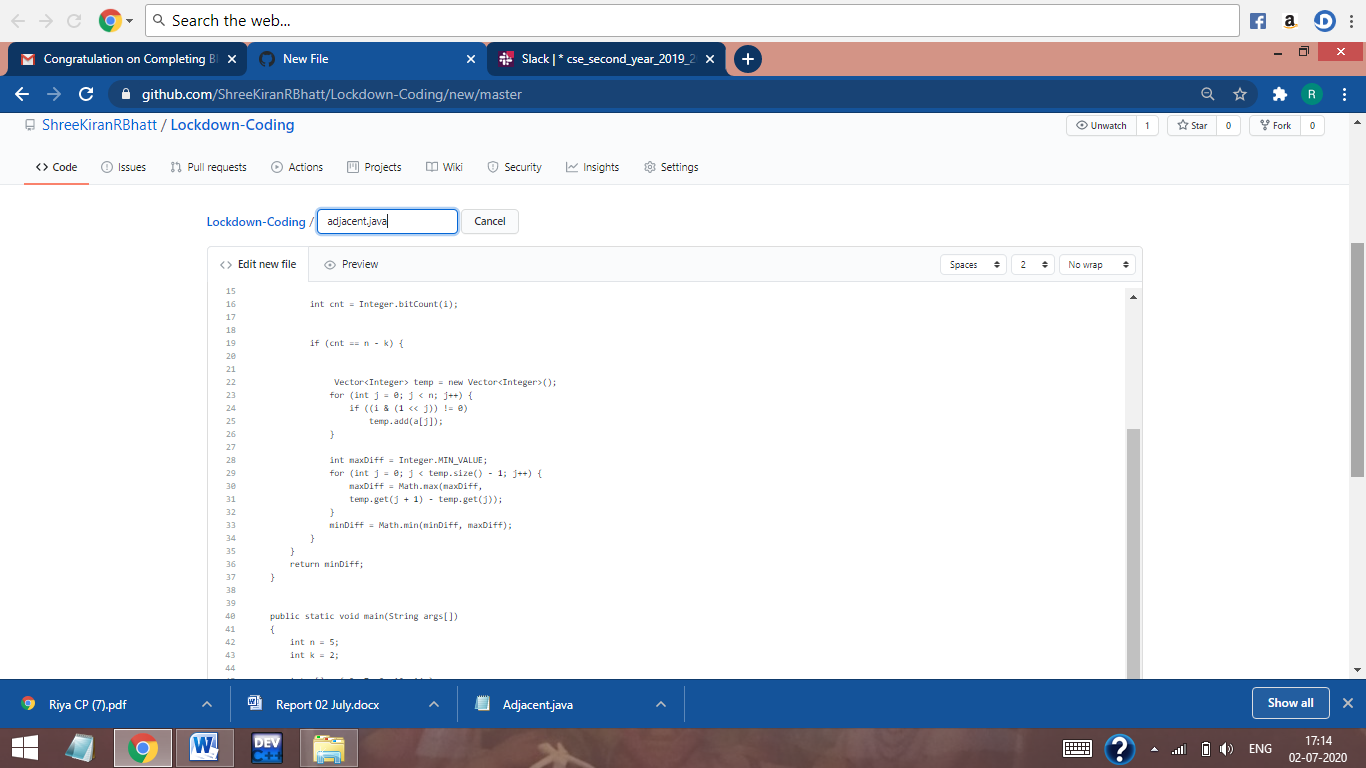 Search the web...
Congratulation on Completing B
New File
Slack | * cse_second_year_2019_2
github.com/ShreeKiranRBhatt/Lockdown-Coding/new/master
R
ShreeKiranRBhatt / Lockdown-Coding
Unwatch 1
Star 0
Fork 0
Code
Issues
Pull requests
Actions
Projects
Wiki
Security
Insights
Settings
Lockdown-Coding / adjacent.java
Cancel
Edit new file
Preview
Spaces
2
No wrap
15
16 int cnt = Integer.bitCount(i);
17
18
19 if (cnt == n - k) {
20
21
22 Vector<Integer> temp = new Vector<Integer>();
23 for (int j = 0; j < n; j++) {
24 if ((i & (1 << j)) != 0)
25 temp.add(a[j]);
26 }
27
28 int maxDiff = Integer.MIN_VALUE;
29 for (int j = 0; j < temp.size() - 1; j++) {
30 maxDiff = Math.max(maxDiff,
31 temp.get(j + 1) - temp.get(j));
32 }
33 minDiff = Math.min(minDiff, maxDiff);
34 }
35 }
36 return minDiff;
37 }
38
39
40 public static void main(String args[])
41 {
42 int n = 5;
43 int k = 2;
44
Riya CP (7).pdf
Report 02 July.docx
Adjacent.java
Show all
DEV
C++
ENG
17:14
02-07-2020